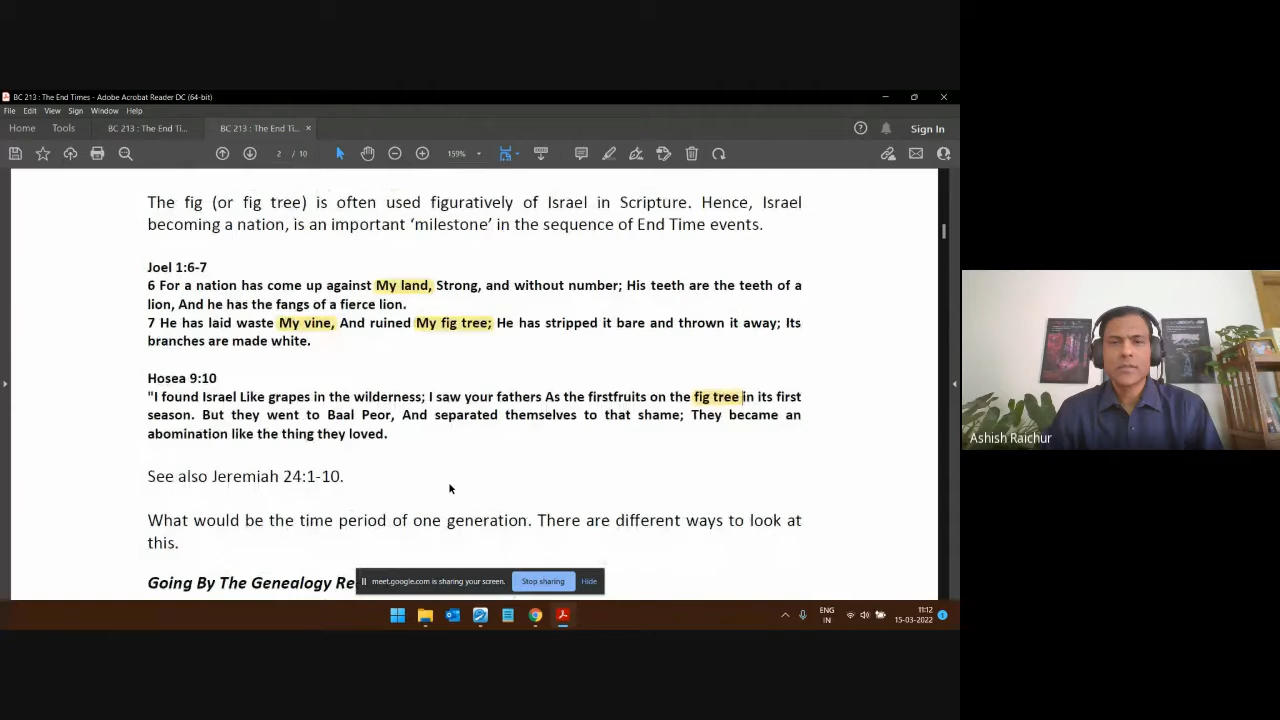 BC 213 : The End Times - Adobe Acrobat Reader DC (64-bit)
File Edit View Sign Window Help
Home Tools BC 213 : The End Ti... BC 213 : The End Ti... × Sign In
2 / 10 159%
The fig (or fig tree) is often used figuratively of Israel in Scripture. Hence, Israel
becoming a nation, is an important ‘milestone’ in the sequence of End Time events.
Joel 1:6-7
6 For a nation has come up against My land, Strong, and without number; His teeth are the teeth of a
lion, And he has the fangs of a fierce lion.
7 He has laid waste My vine, And ruined My fig tree; He has stripped it bare and thrown it away; Its
branches are made white.
Hosea 9:10
"I found Israel Like grapes in the wilderness; I saw your fathers As the firstfruits on the fig tree in its first
season. But they went to Baal Peor, And separated themselves to that shame; They became an
abomination like the thing they loved.
See also Jeremiah 24:1-10.
What would be the time period of one generation. There are different ways to look at
this.
Going By The Genealogy Re
meet.google.com is sharing your screen. Stop sharing Hide
ENG
IN
11:12
15-03-2022
1
Ashish Raichur